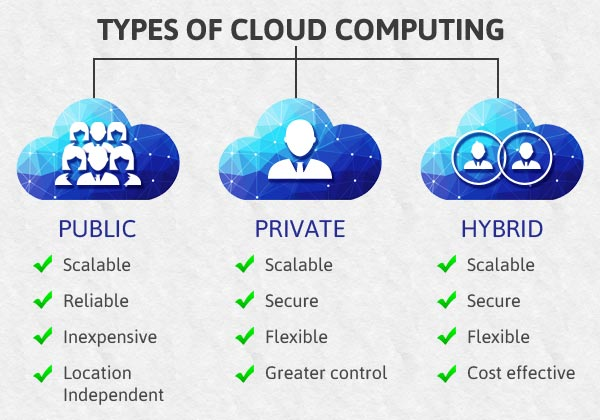 TYPES OF CLOUD COMPUTING
PUBLIC
Scalable
Reliable
Inexpensive
Location
Independent
PRIVATE
Scalable
Secure
Flexible
Greater control
HYBRID
Scalable
Secure
Flexible
Cost effective